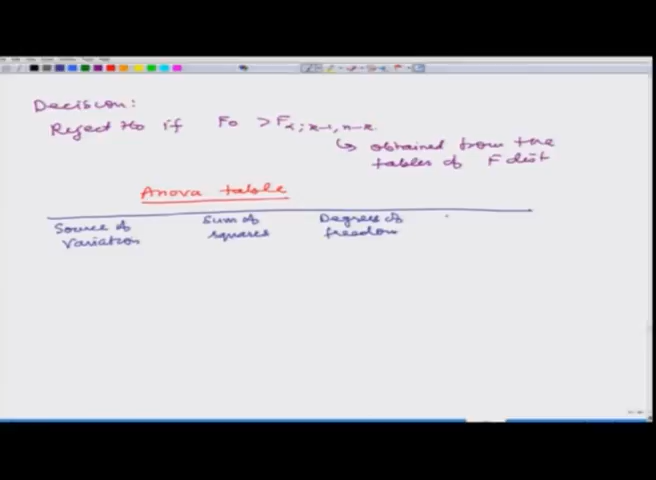 Decision:
Reject H0 if F0 > Fα; k-1, n-k
↳ obtained from the
tables of F dist
Anova table
Source of Sum of Degrees of
Variation squares freedom